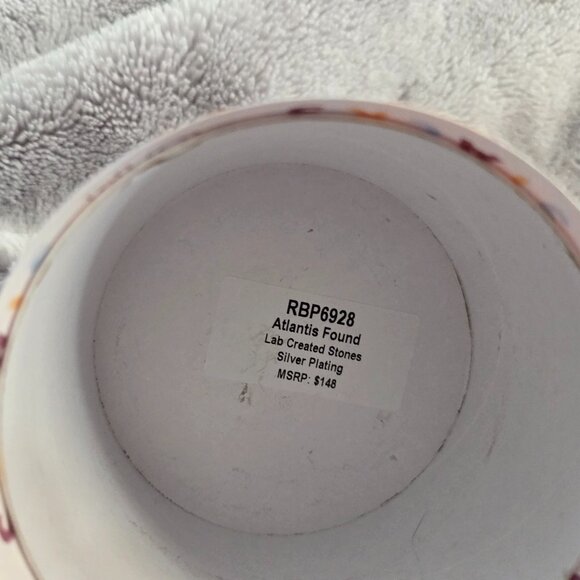 RBP6928
Atlantis Found
Lab Created Stones
Silver Plating
MSRP: $148